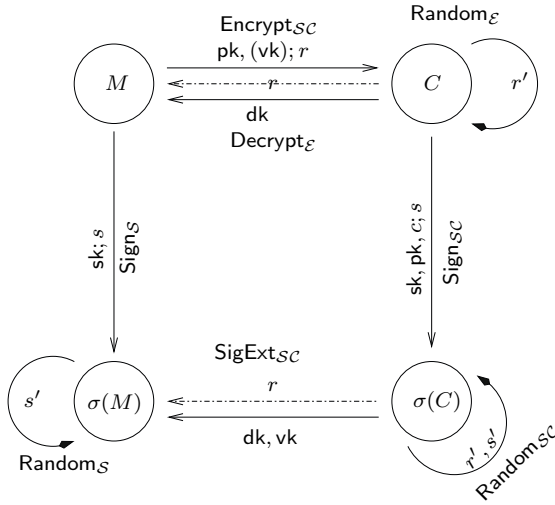 Encrypt_𝒮𝒞
Random_ℰ
pk, (vk); r
M
r
C
r′
dk
Decrypt_ℰ
sk; s
Sign_𝒮
sk, pk, c; s
Sign_𝒮𝒞
SigExt_𝒮𝒞
r
s′
σ(M)
σ(C)
dk, vk
r′, s′
Random_𝒮
Random_𝒮𝒞